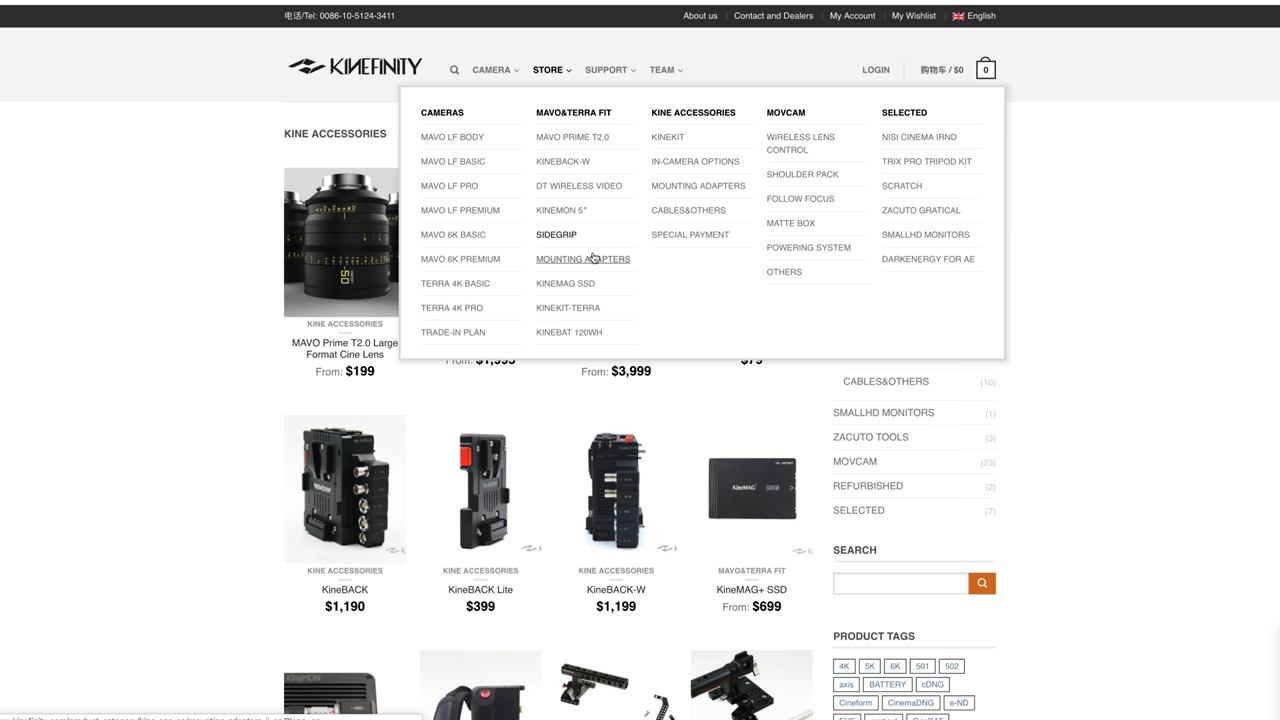 电话/Tel: 0086-10-5124-3411
About us
Contact and Dealers
My Account
My Wishlist
English
KINEFINITY
CAMERA
STORE
SUPPORT
TEAM
LOGIN
购物车 / $0
0
CAMERAS
MAVO LF BODY
MAVO LF BASIC
MAVO LF PRO
MAVO LF PREMIUM
MAVO 6K BASIC
MAVO 6K PREMIUM
TERRA 4K BASIC
TERRA 4K PRO
TRADE-IN PLAN
MAVO&TERRA FIT
MAVO PRIME T2.0
KINEBACK-W
DT WIRELESS VIDEO
KINEMON 5″
SIDEGRIP
MOUNTING ADAPTERS
KINEMAG SSD
KINEKIT-TERRA
KINEBAT 120WH
KINE ACCESSORIES
KINEKIT
IN-CAMERA OPTIONS
MOUNTING ADAPTERS
CABLES&OTHERS
SPECIAL PAYMENT
MOVCAM
WIRELESS LENS
CONTROL
SHOULDER PACK
FOLLOW FOCUS
MATTE BOX
POWERING SYSTEM
OTHERS
SELECTED
NISI CINEMA IRND
TRIX PRO TRIPOD KIT
SCRATCH
ZACUTO GRATICAL
SMALLHD MONITORS
DARKENERGY FOR AE
KINE ACCESSORIES
50
KINE ACCESSORIES
MAVO Prime T2.0 Large
Format Cine Lens
From: $199
From: $1,995
From: $3,999
$79
KineMAG
500GB
KINE ACCESSORIES
KineBACK
$1,190
KINE ACCESSORIES
KineBACK Lite
$399
KINE ACCESSORIES
KineBACK-W
$1,199
MAVO&TERRA FIT
KineMAG+ SSD
From: $699
KineMON
CABLES&OTHERS (10)
SMALLHD MONITORS (1)
ZACUTO TOOLS (3)
MOVCAM (23)
REFURBISHED (2)
SELECTED (7)
SEARCH
PRODUCT TAGS
4K 5K 6K 501 502
axis BATTERY cDNG
Cineform CinemaDNG e-ND